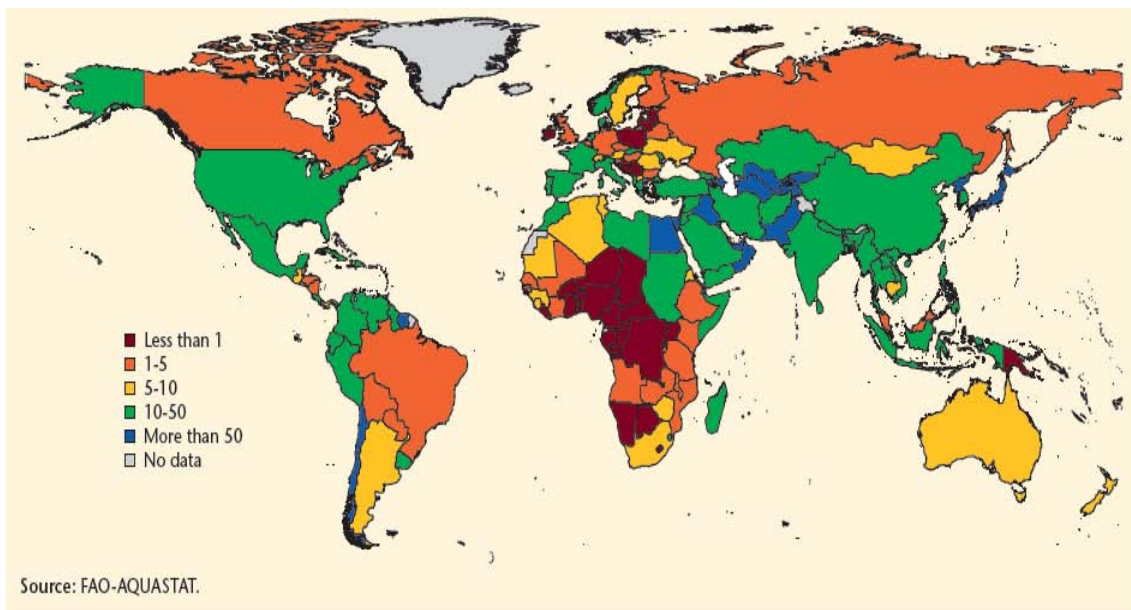 Less than 1
1-5
5-10
10-50
More than 50
No data
Source: FAO-AQUASTAT.